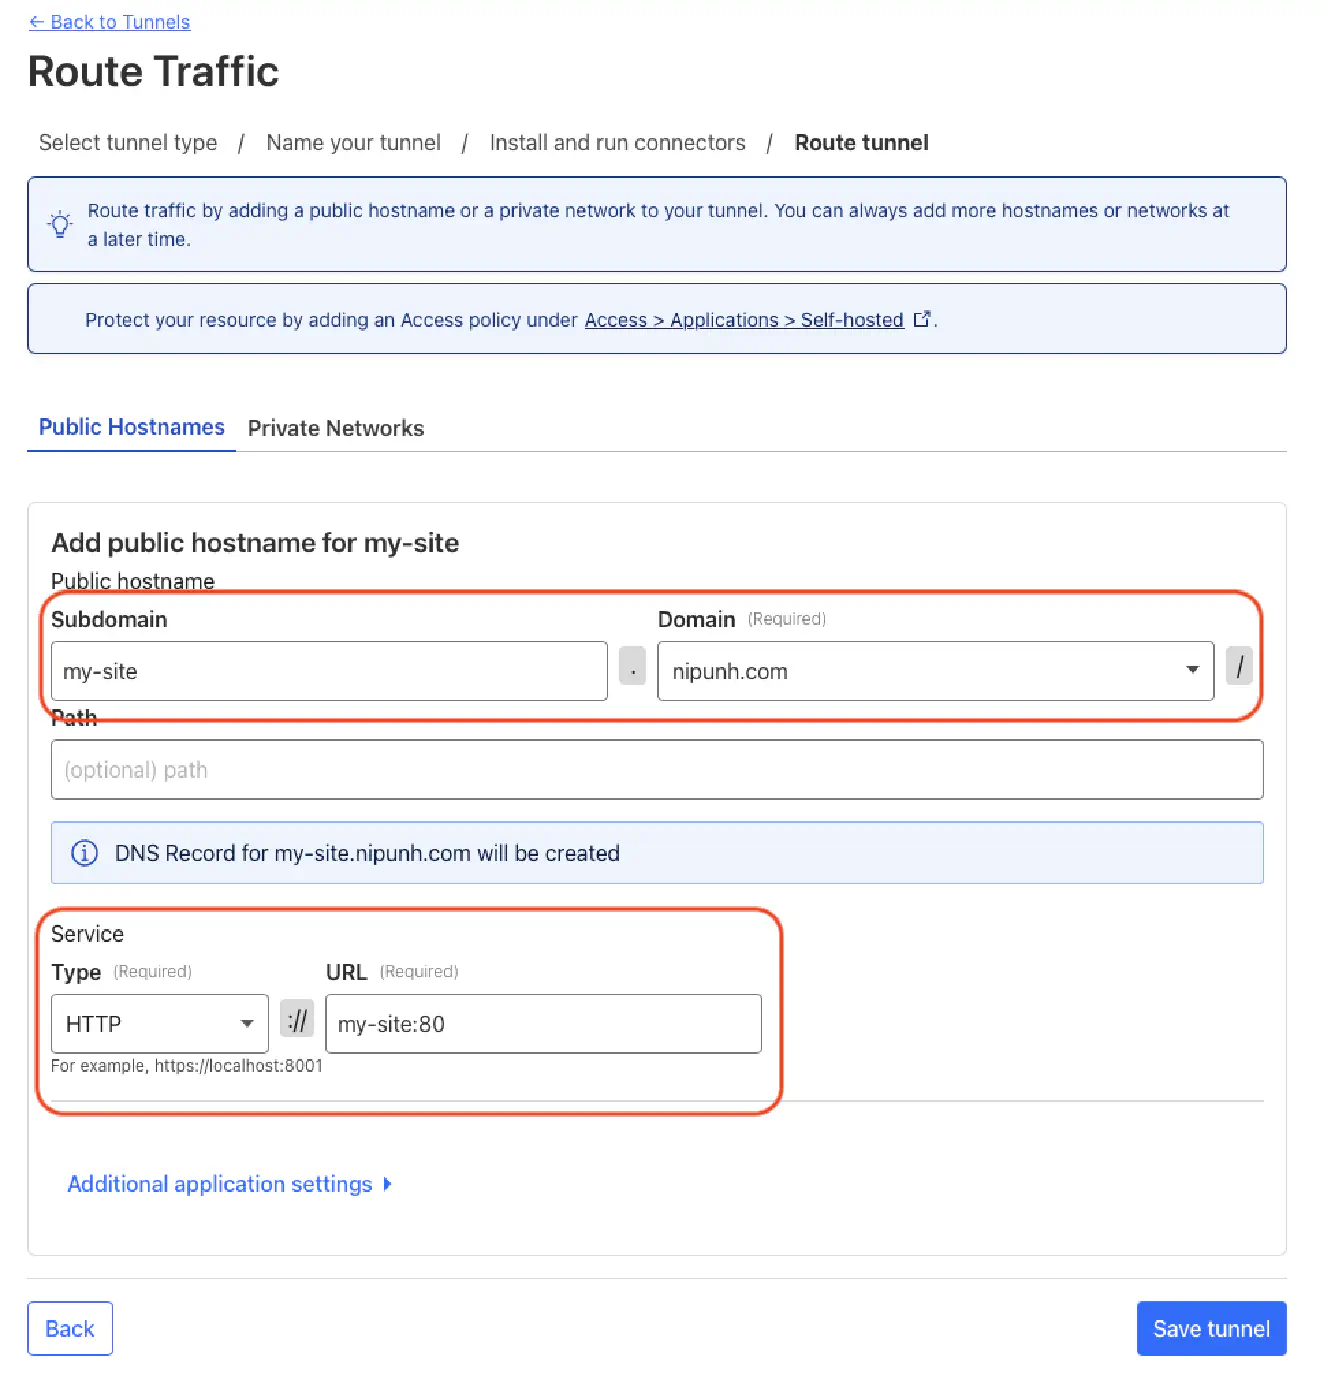 ← Back to Tunnels
Route Traffic
Select tunnel type / Name your tunnel / Install and run connectors / Route tunnel
Route traffic by adding a public hostname or a private network to your tunnel. You can always add more hostnames or networks at
a later time.
Protect your resource by adding an Access policy under Access > Applications > Self-hosted .
Public Hostnames Private Networks
Add public hostname for my-site
Public hostname
Subdomain Domain (Required)
my-site . nipunh.com /
Path
(optional) path
DNS Record for my-site.nipunh.com will be created
Service
Type (Required) URL (Required)
HTTP :// my-site:80
For example, https://localhost:8001
Additional application settings
Back Save tunnel